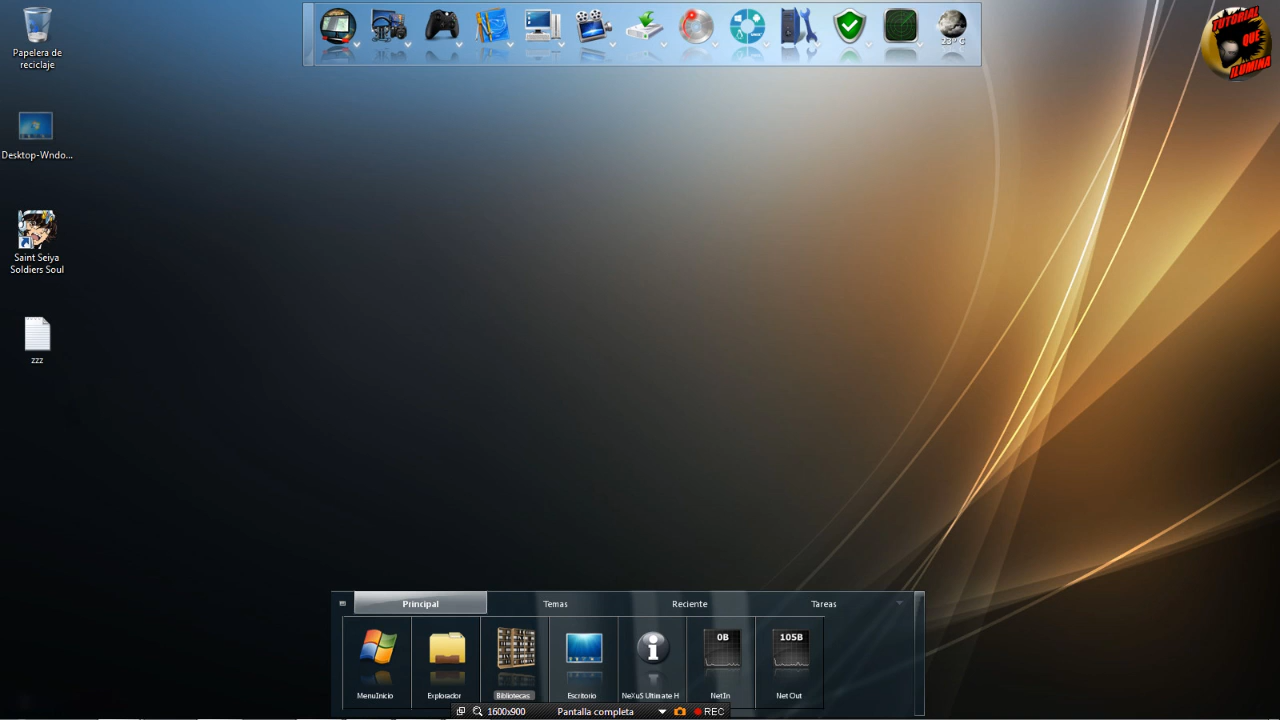 Papelera de
reciclaje
Desktop-Wndo...
Saint Seiya
Soldiers Soul
zzz
23° C
TUTORIAL
QUE
ILUMINA
Principal
Temas
Reciente
Tareas
0B
105B
MenuInicio
Explorador
Bibliotecas
Escritorio
NeXuS Ultimate H
NetIn
Net Out
1600x900
Pantalla completa
REC